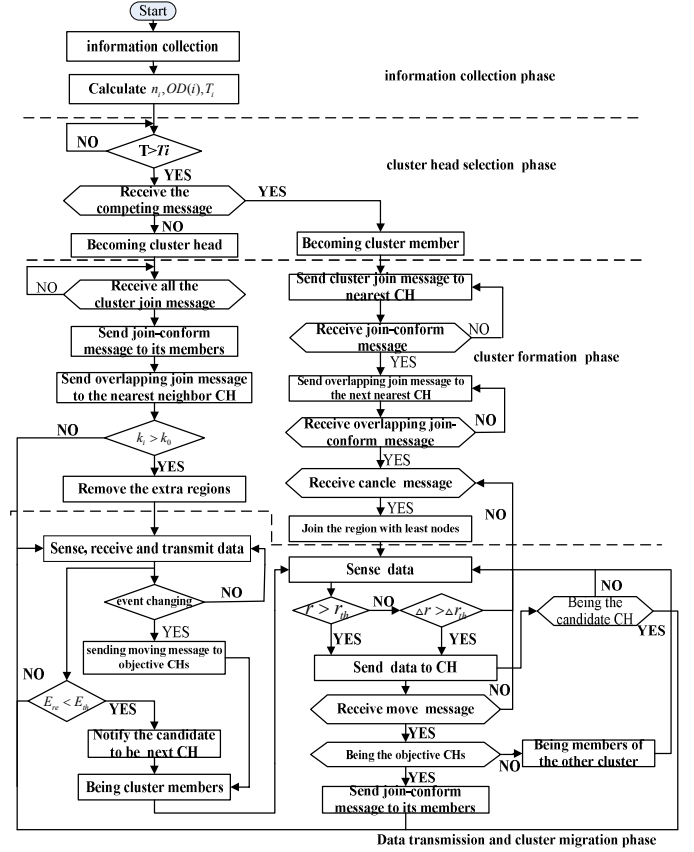 Start
information collection
Calculate n_i, OD(i), T_i
information collection phase
NO
T>Ti
YES
cluster head selection phase
Receive the
competing message
YES
NO
Becoming cluster head
Becoming cluster member
NO
Receive all the
cluster join message
Send cluster join message to
nearest CH
Send join-conform
message to its members
Receive join-conform
message
NO
cluster formation phase
YES
Send overlapping join message
to the nearest neighbor CH
Send overlapping join message to
the next nearest CH
NO
NO
k_i > k_0
Receive overlapping join-
conform message
YES
YES
Remove the extra regions
Receive cancle message
YES
NO
Join the region with least nodes
Sense, receive and transmit data
Sense data
NO
event changing
NO
r > r_th
NO
△r >△r_th
Being the
candidate CH
YES
YES
YES
YES
sending moving message to
objective CHs
Send data to CH
NO
NO
E_re < E_th
YES
Receive move message
YES
Notify the candidate
to be next CH
Being the objective CHs
NO
Being members of
the other cluster
YES
Being cluster members
Send join-conform
message to its members
Data transmission and cluster migration phase